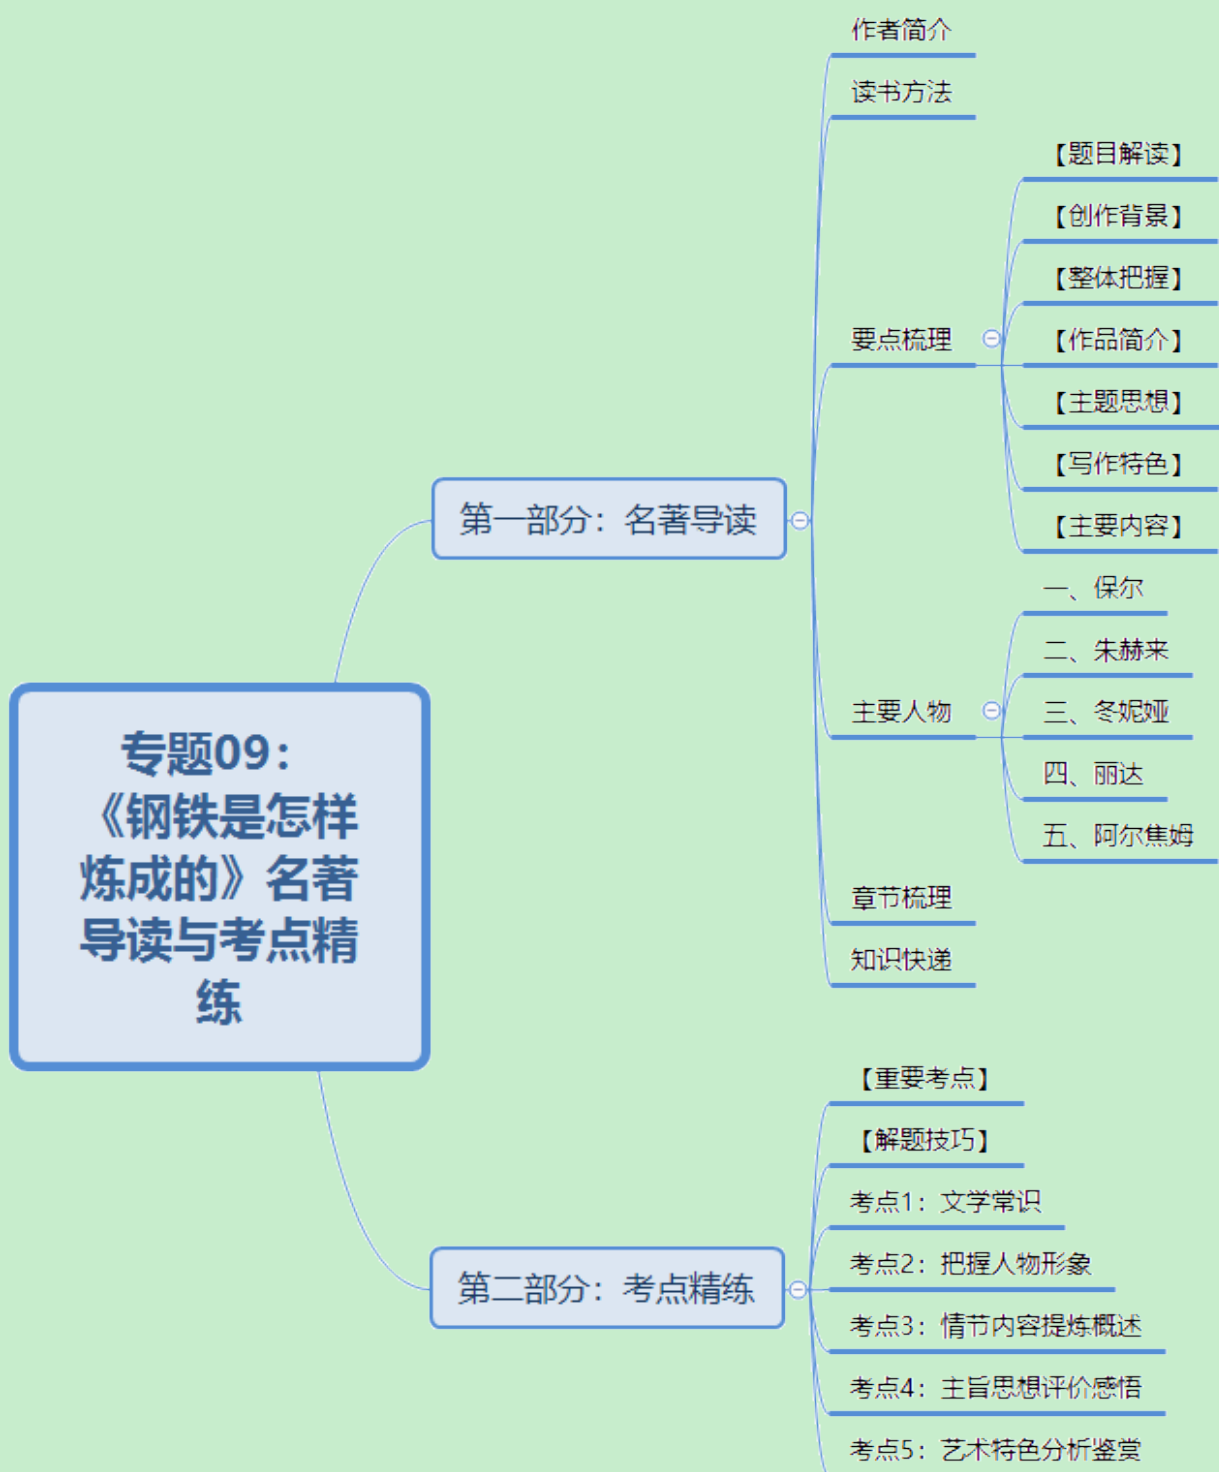 专题09：
《钢铁是怎样
炼成的》名著
导读与考点精
练
第一部分：名著导读
作者简介
读书方法
要点梳理
【题目解读】
【创作背景】
【整体把握】
【作品简介】
【主题思想】
【写作特色】
【主要内容】
主要人物
一、保尔
二、朱赫来
三、冬妮娅
四、丽达
五、阿尔焦姆
章节梳理
知识快递
第二部分：考点精练
【重要考点】
【解题技巧】
考点1：文学常识
考点2：把握人物形象
考点3：情节内容提炼概述
考点4：主旨思想评价感悟
考点5：艺术特色分析鉴赏